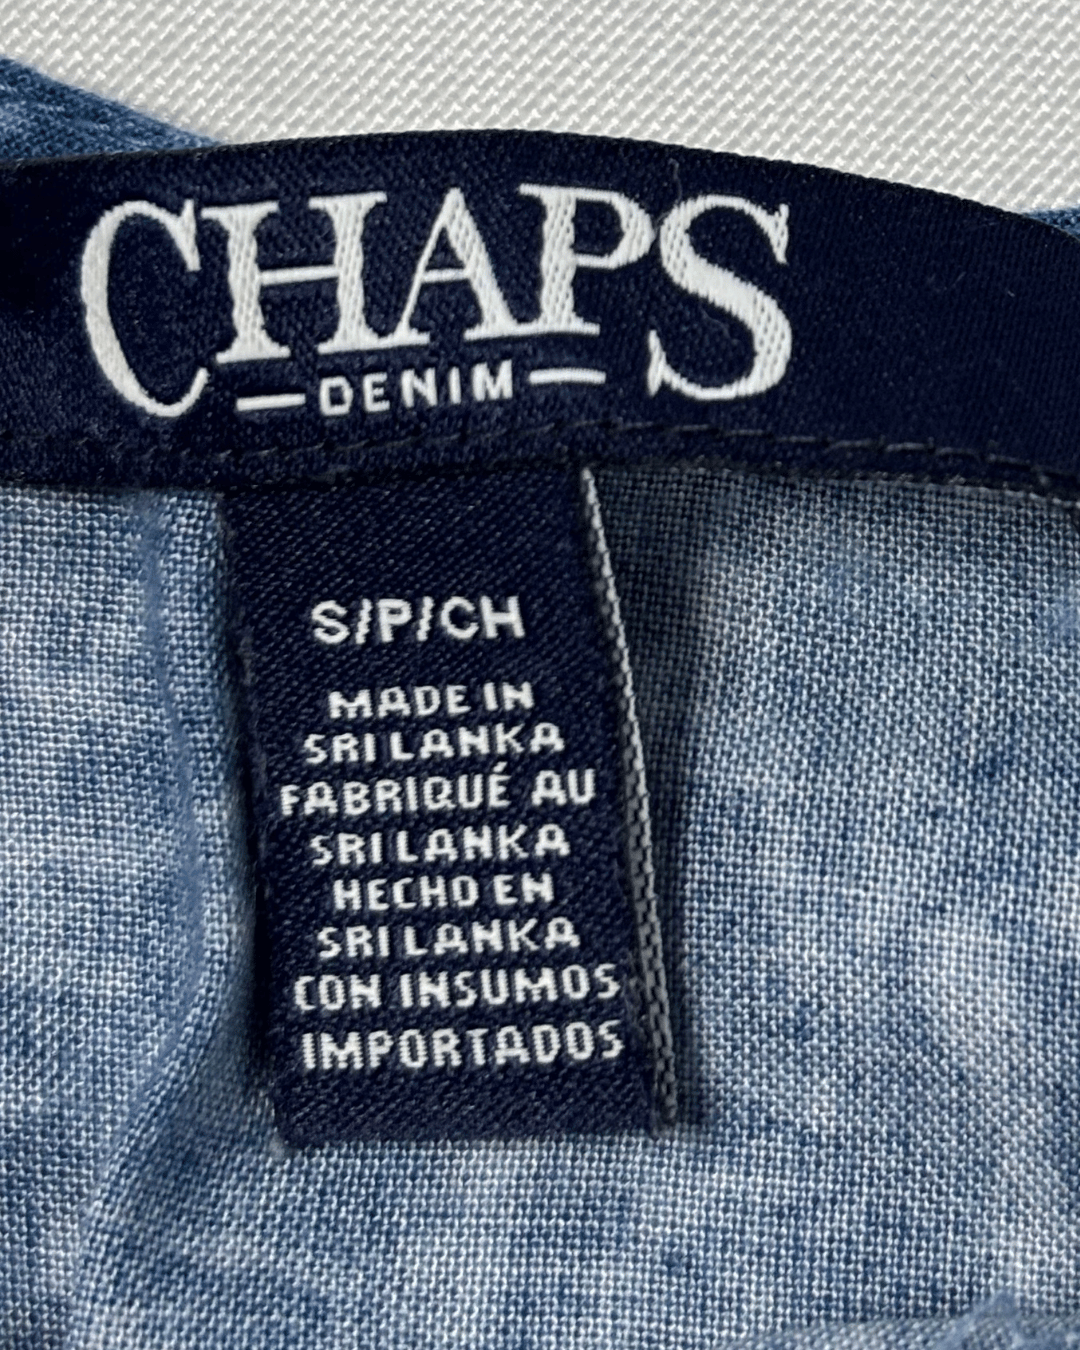 CHAPS
DENIM
S/P/CH
MADE IN
SRI LANKA
FABRIQUÉ AU
SRI LANKA
HECHO EN
SRI LANKA
CON INSUMOS
IMPORTADOS